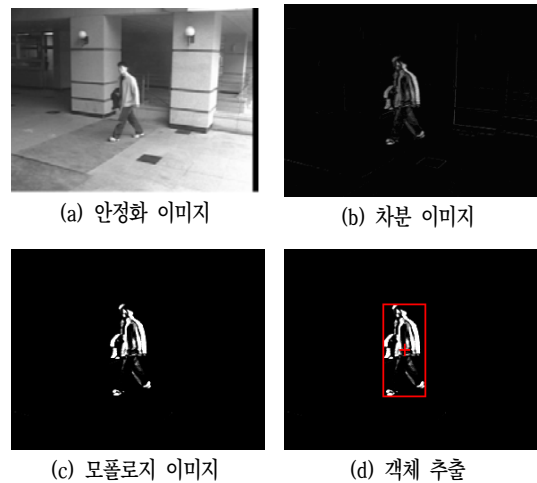 (a) 안정화 이미지
(b) 차분 이미지
(c) 모폴로지 이미지
(d) 객체 추출